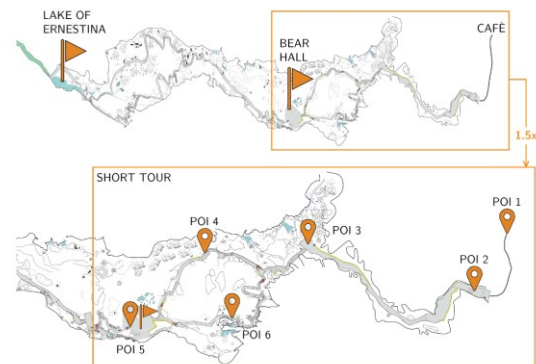 LAKE OF
ERNESTINA
BEAR
HALL
CAFÈ
1.5x
SHORT TOUR
POI 1
POI 2
POI 3
POI 4
POI 5
POI 6